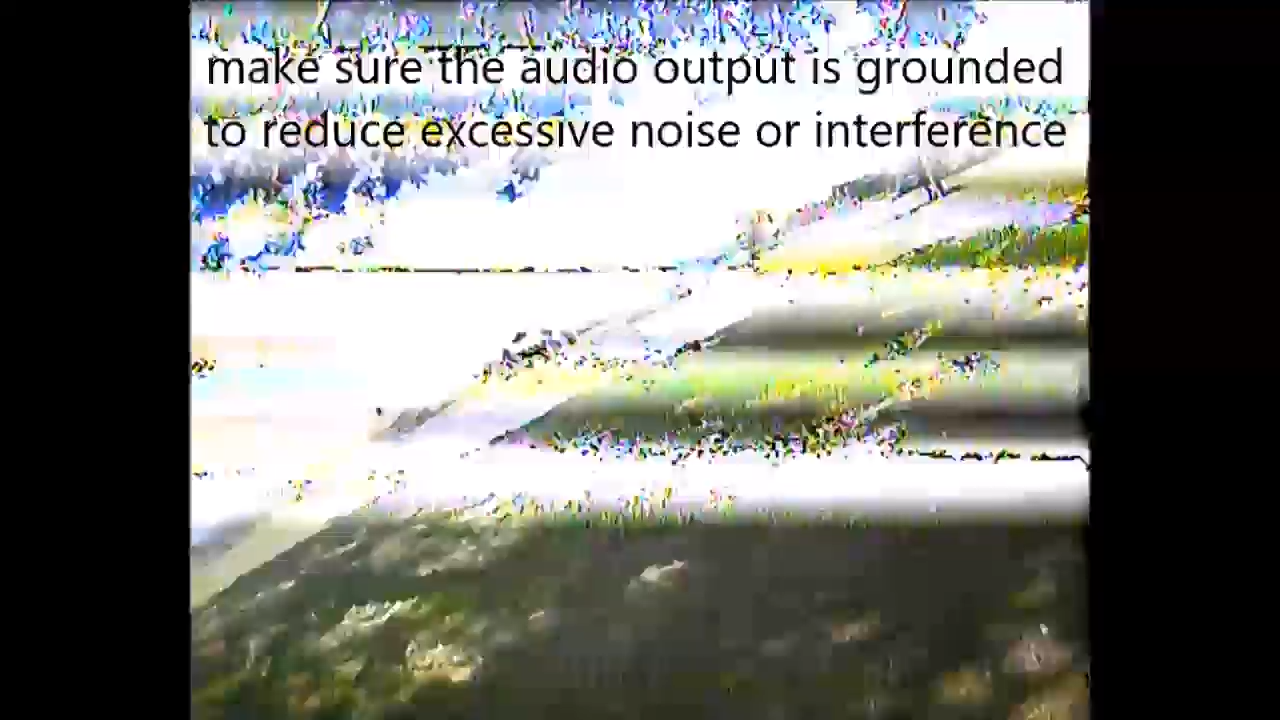 make sure the audio output is grounded
to reduce excessive noise or interference